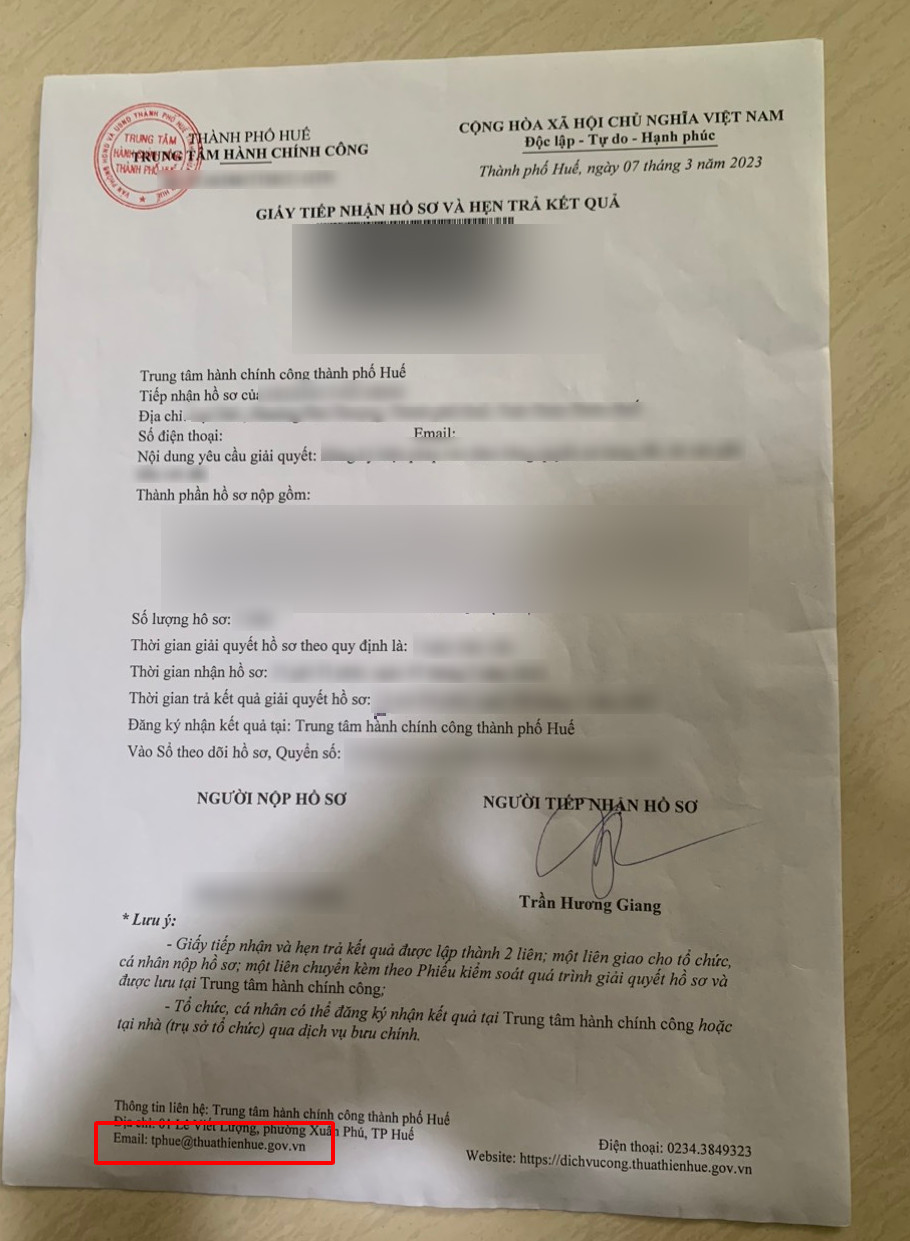 THÀNH PHỐ HUẾ
TRUNG TÂM HÀNH CHÍNH CÔNG
TRUNG TÂM
HÀNH
THÀNH PHỐ
CỘNG HÒA XÃ HỘI CHỦ NGHĨA VIỆT NAM
Độc lập - Tự do - Hạnh phúc
Thành phố Huế, ngày 07 tháng 3 năm 2023
GIẤY TIẾP NHẬN HỒ SƠ VÀ HẸN TRẢ KẾT QUẢ
Trung tâm hành chính công thành phố Huế
Tiếp nhận hồ sơ của
Địa chỉ
Số điện thoại: Email:
Nội dung yêu cầu giải quyết:
Thành phần hồ sơ nộp gồm:
Số lượng hồ sơ:
Thời gian giải quyết hồ sơ theo quy định là:
Thời gian nhận hồ sơ:
Thời gian trả kết quả giải quyết hồ sơ:
Đăng ký nhận kết quả tại: Trung tâm hành chính công thành phố Huế
Vào Sổ theo dõi hồ sơ, Quyển số:
NGƯỜI NỘP HỒ SƠ
NGƯỜI TIẾP NHẬN HỒ SƠ
Trần Hương Giang
* Lưu ý:
- Giấy tiếp nhận và hẹn trả kết quả được lập thành 2 liên; một liên giao cho tổ chức,
cá nhân nộp hồ sơ; một liên chuyển kèm theo Phiếu kiểm soát quá trình giải quyết hồ sơ và
được lưu tại Trung tâm hành chính công;
- Tổ chức, cá nhân có thể đăng ký nhận kết quả tại Trung tâm hành chính công hoặc
tại nhà (trụ sở tổ chức) qua dịch vụ bưu chính.
Thông tin liên hệ: Trung tâm hành chính công thành phố Huế
Địa chỉ: 01 Lê Viết Lượng, phường Xuân Phú, TP Huế
Email: tphue@thuathienhue.gov.vn
Điện thoại: 0234.3849323
Website: https://dichvucong.thuathienhue.gov.vn